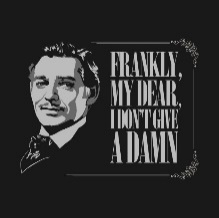 FRANKLY,
MY DEAR,
I DON'T GIVE
A DAMN